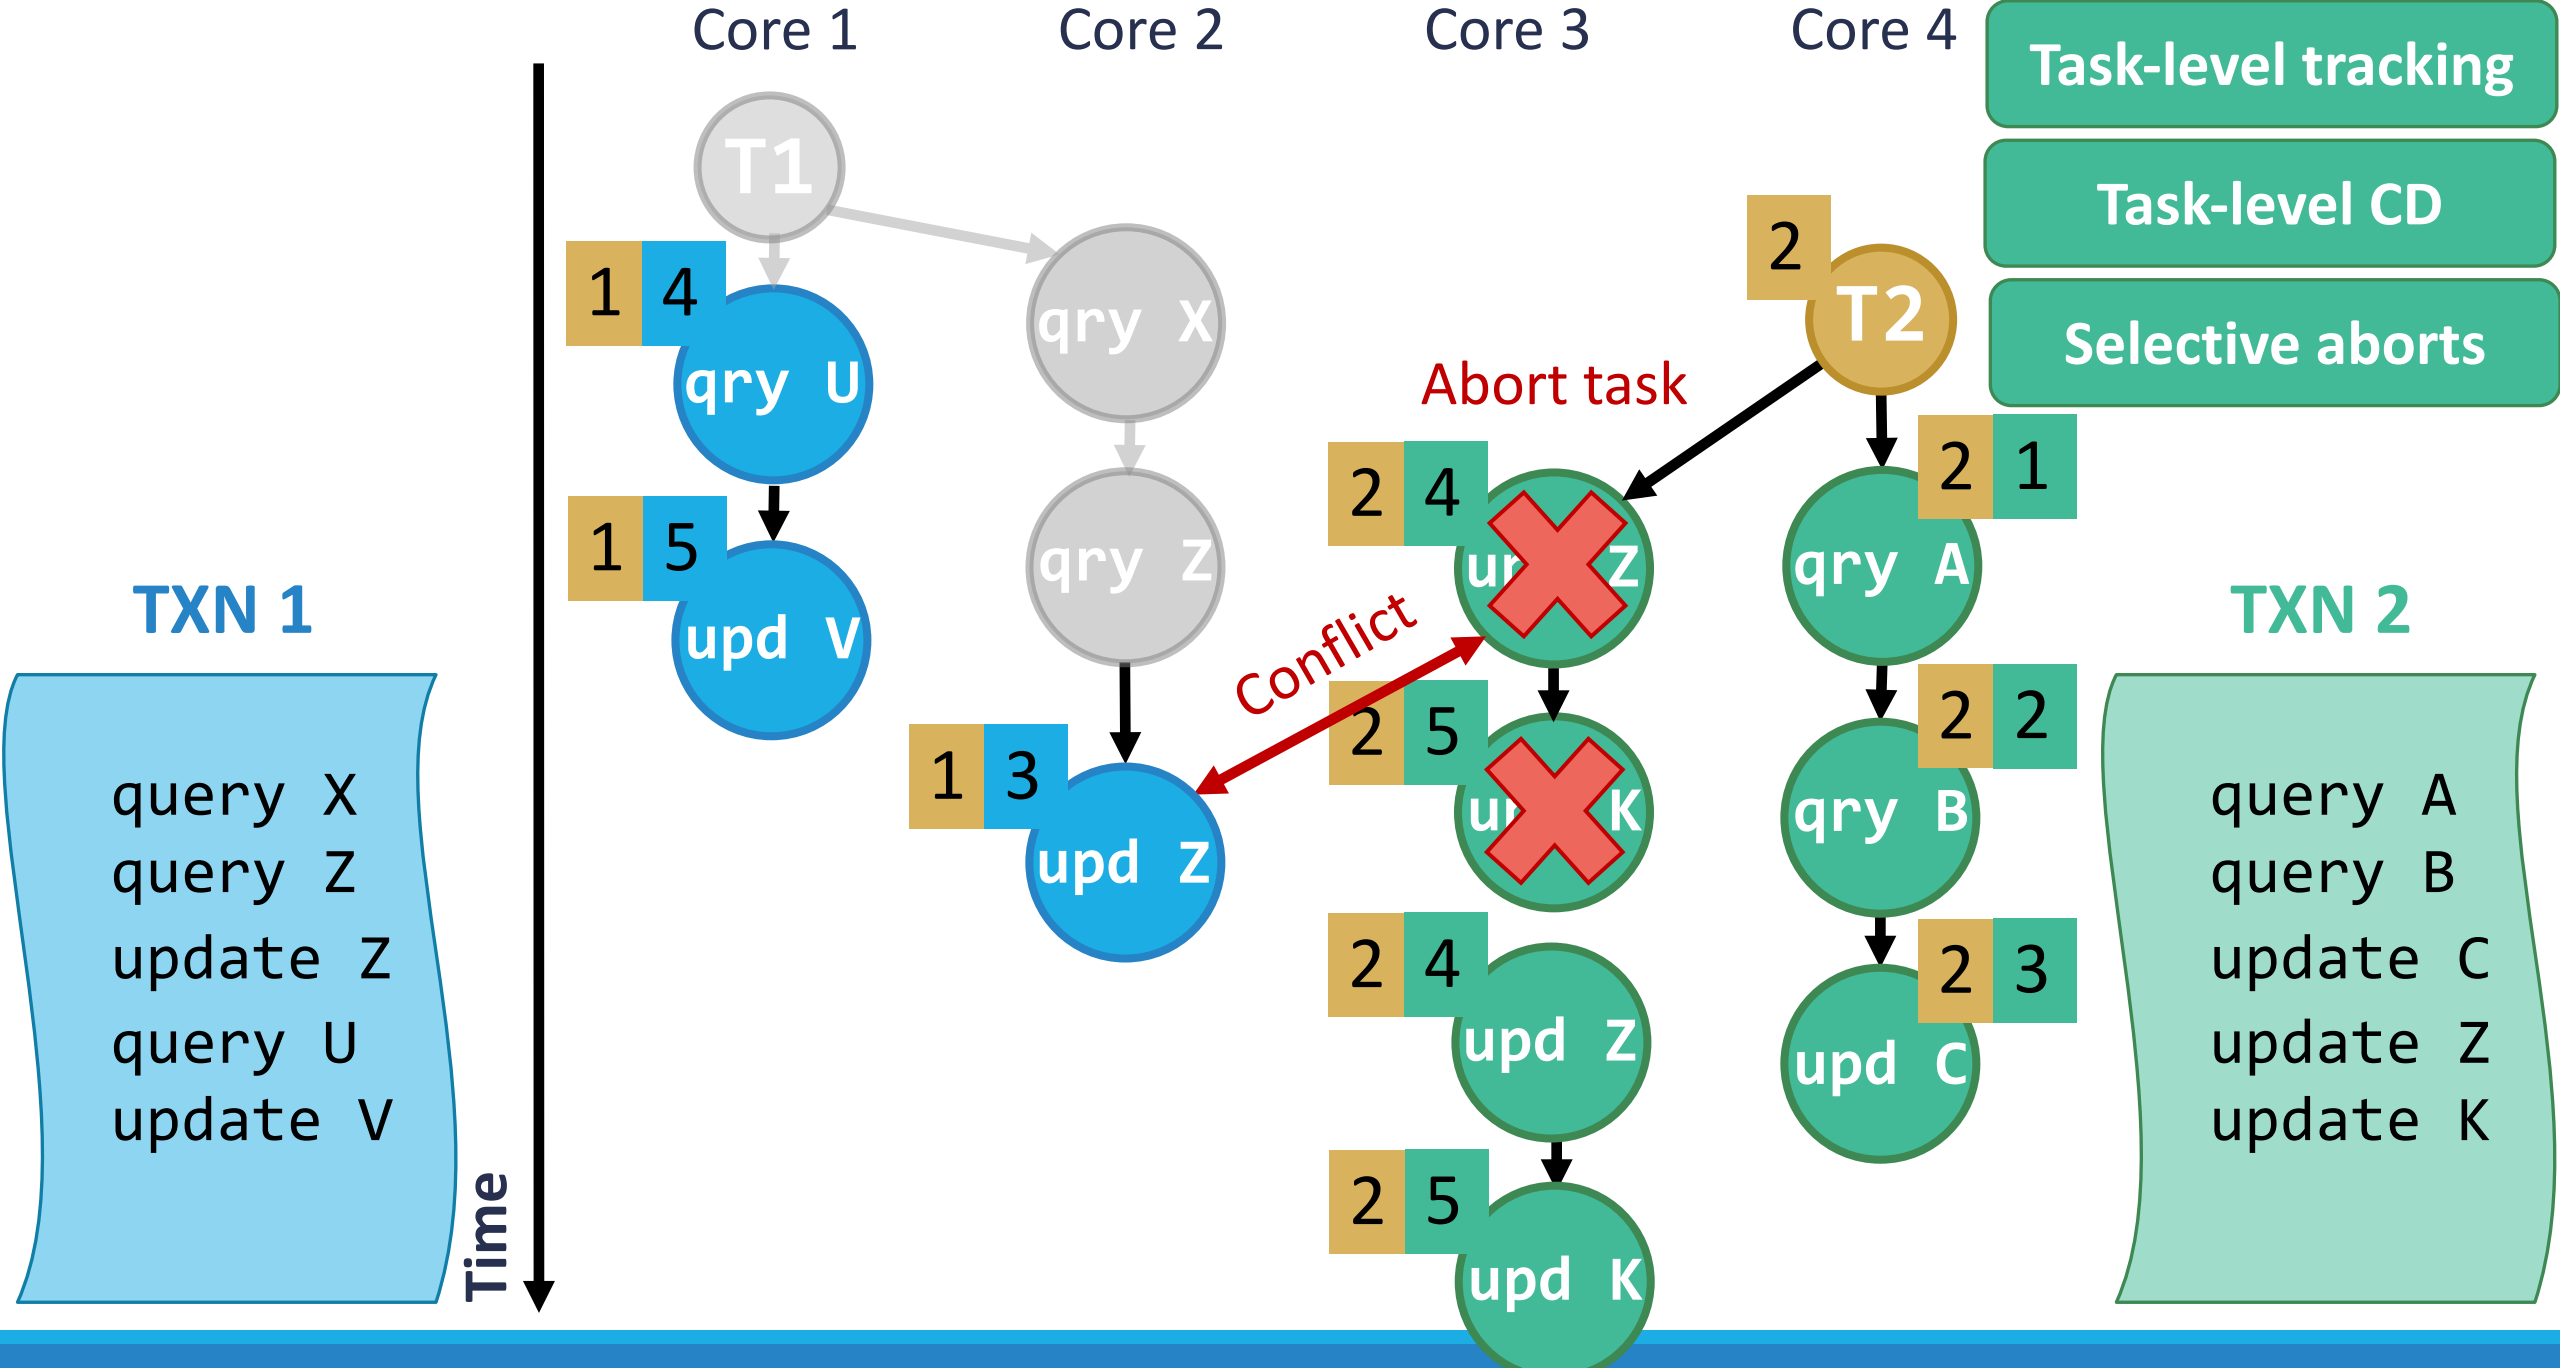 Core 1
Core 2
Core 3
Core 4
Task-level tracking
Task-level CD
Selective aborts
T1
2
T2
1 4
qry U
qry X
Abort task
2 4
Z
2 1
qry A
1 5
upd V
qry Z
Conflict
2 5
K
2 2
qry B
1 3
upd Z
2 4
upd Z
2 3
upd C
2 5
upd K
TXN 1
query X
query Z
update Z
query U
update V
Time
TXN 2
query A
query B
update C
update Z
update K